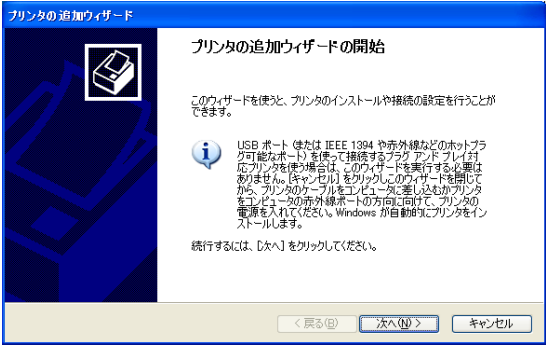 プリンタの追加ウィザード
プリンタの追加ウィザードの開始
このウィザードを使うと、プリンタのインストールや接続の設定を行うことが
できます。
USB ポート (または IEEE 1394 や赤外線などのホットプラ
グ可能なポート) を使って接続するプラグ アンド プレイ対
応プリンタを使う場合は、このウィザードを実行する必要は
ありません。[キャンセル] をクリックしこのウィザードを閉じて
から、プリンタのケーブルをコンピュータに差し込むかプリンタ
をコンピュータの赤外線ポートの方向に向けて、プリンタの
電源を入れてください。Windows が自動的にプリンタをイン
ストールします。
続行するには、[次へ] をクリックしてください。
< 戻る(B)
次へ(N) >
キャンセル